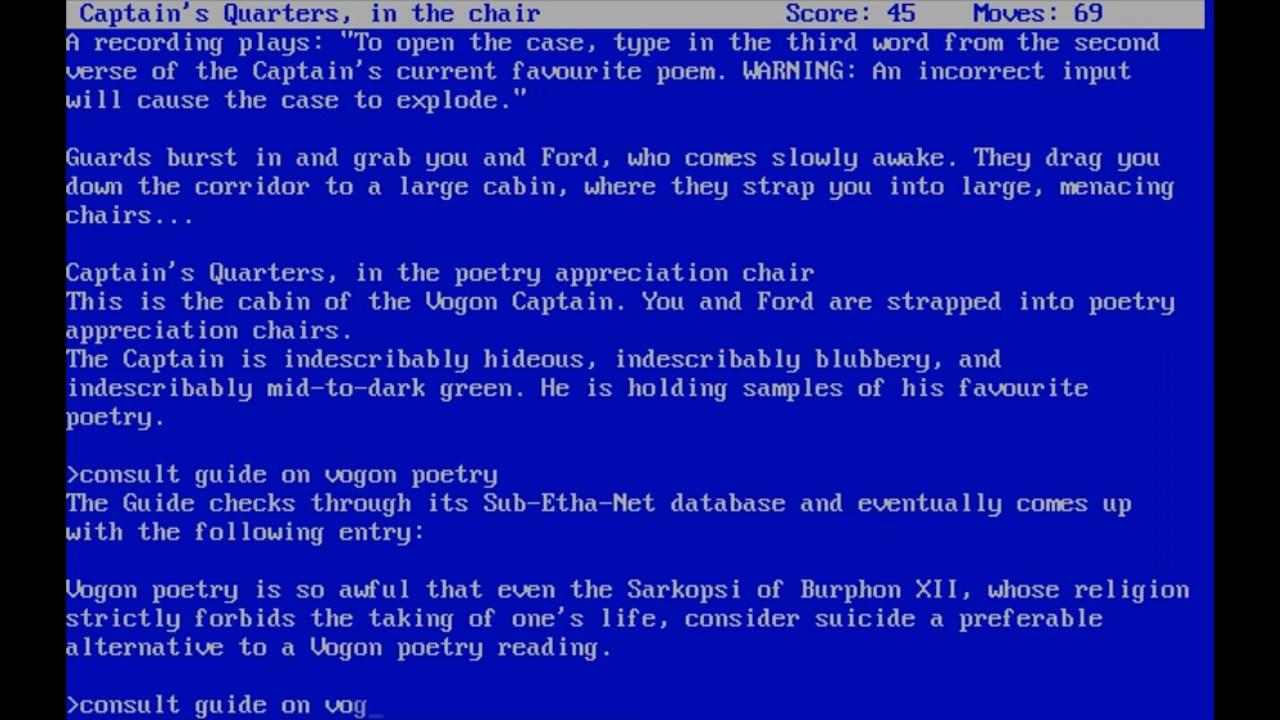 Captain's Quarters, in the chair Score: 45 Moves: 69
A recording plays: "To open the case, type in the third word from the second
verse of the Captain's current favourite poem. WARNING: An incorrect input
will cause the case to explode."
Guards burst in and grab you and Ford, who comes slowly awake. They drag you
down the corridor to a large cabin, where they strap you into large, menacing
chairs...
Captain's Quarters, in the poetry appreciation chair
This is the cabin of the Vogon Captain. You and Ford are strapped into poetry
appreciation chairs.
The Captain is indescribably hideous, indescribably blubbery, and
indescribably mid-to-dark green. He is holding samples of his favourite
poetry.
>consult guide on vogon poetry
The Guide checks through its Sub-Etha-Net database and eventually comes up
with the following entry:
Vogon poetry is so awful that even the Sarkopsi of Burphon XII, whose religion
strictly forbids the taking of one's life, consider suicide a preferable
alternative to a Vogon poetry reading.
>consult guide on vog_